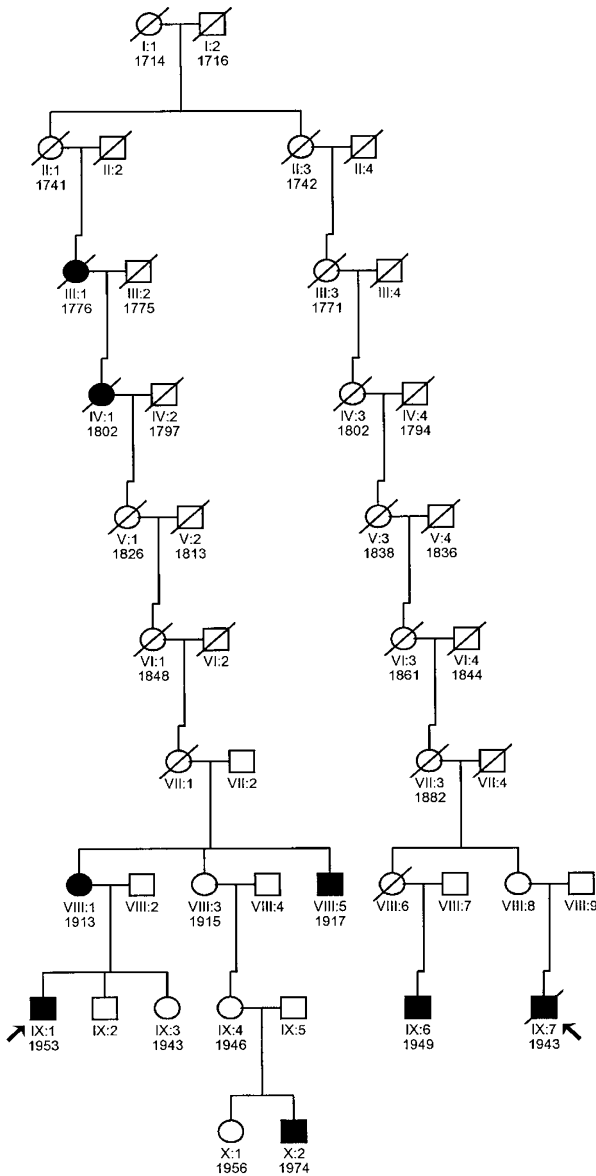 I:1 I:2
1714 1716
II:1 II:2 II:3 II:4
1741 1742
III:1 III:2 III:3 III:4
1776 1775 1771
IV:1 IV:2 IV:3 IV:4
1802 1797 1802 1794
V:1 V:2 V:3 V:4
1826 1813 1838 1836
VI:1 VI:2 VI:3 VI:4
1848 1861 1844
VII:1 VII:2 VII:3 VII:4
1882
VIII:1 VIII:2 VIII:3 VIII:4 VIII:5 VIII:6 VIII:7 VIII:8 VIII:9
1913 1915 1917
IX:1 IX:2 IX:3 IX:4 IX:5 IX:6 IX:7
1953 1943 1946 1949 1943
X:1 X:2
1956 1974